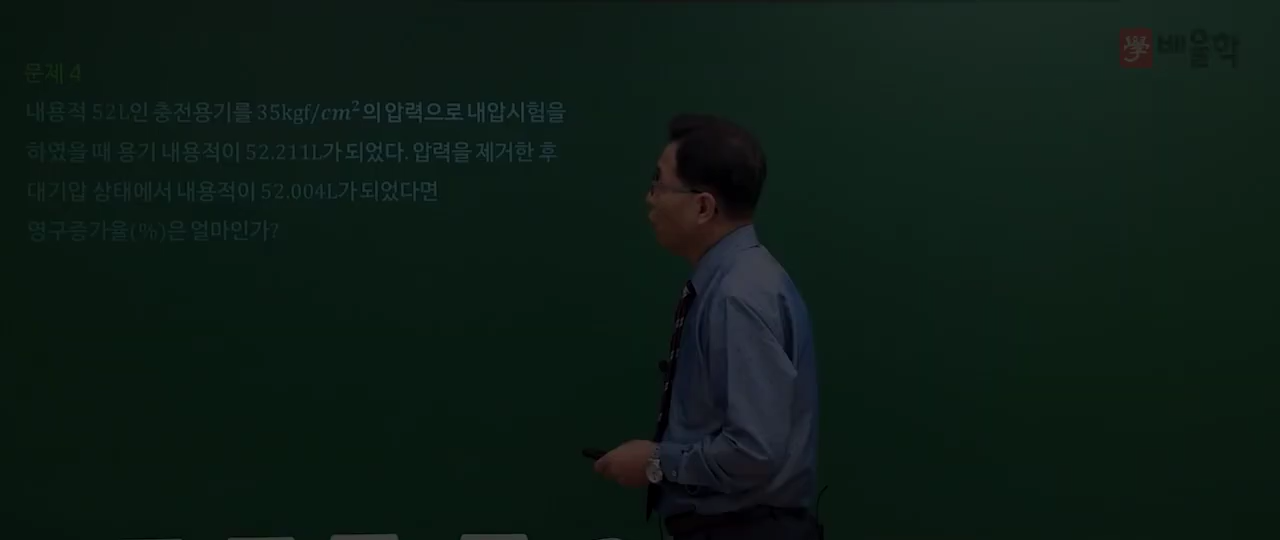 學 배울학
문제 4
내용적 52L인 충전용기를 35kgf/cm²의 압력으로 내압시험을
하였을 때 용기 내용적이 52.211L가 되었다. 압력을 제거한 후
대기압 상태에서 내용적이 52.004L가 되었다면
영구증가율(%)은 얼마인가?